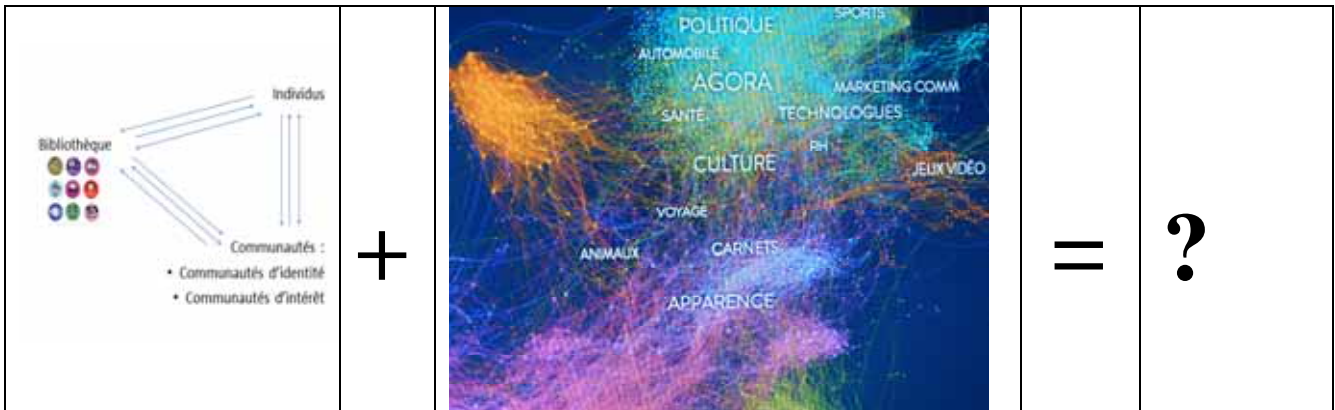 Individus
Bibliothèque
Communautés :
• Communautés d'identité
• Communautés d'intérêt
+
POLITIQUE
SPORTS
AUTOMOBILE
AGORA
MARKETING COMM
SANTÉ
TECHNOLOGUES
RH
CULTURE
JEUX VIDÉO
VOYAGE
ANIMAUX
CARNETS
APPARENCE
=
?